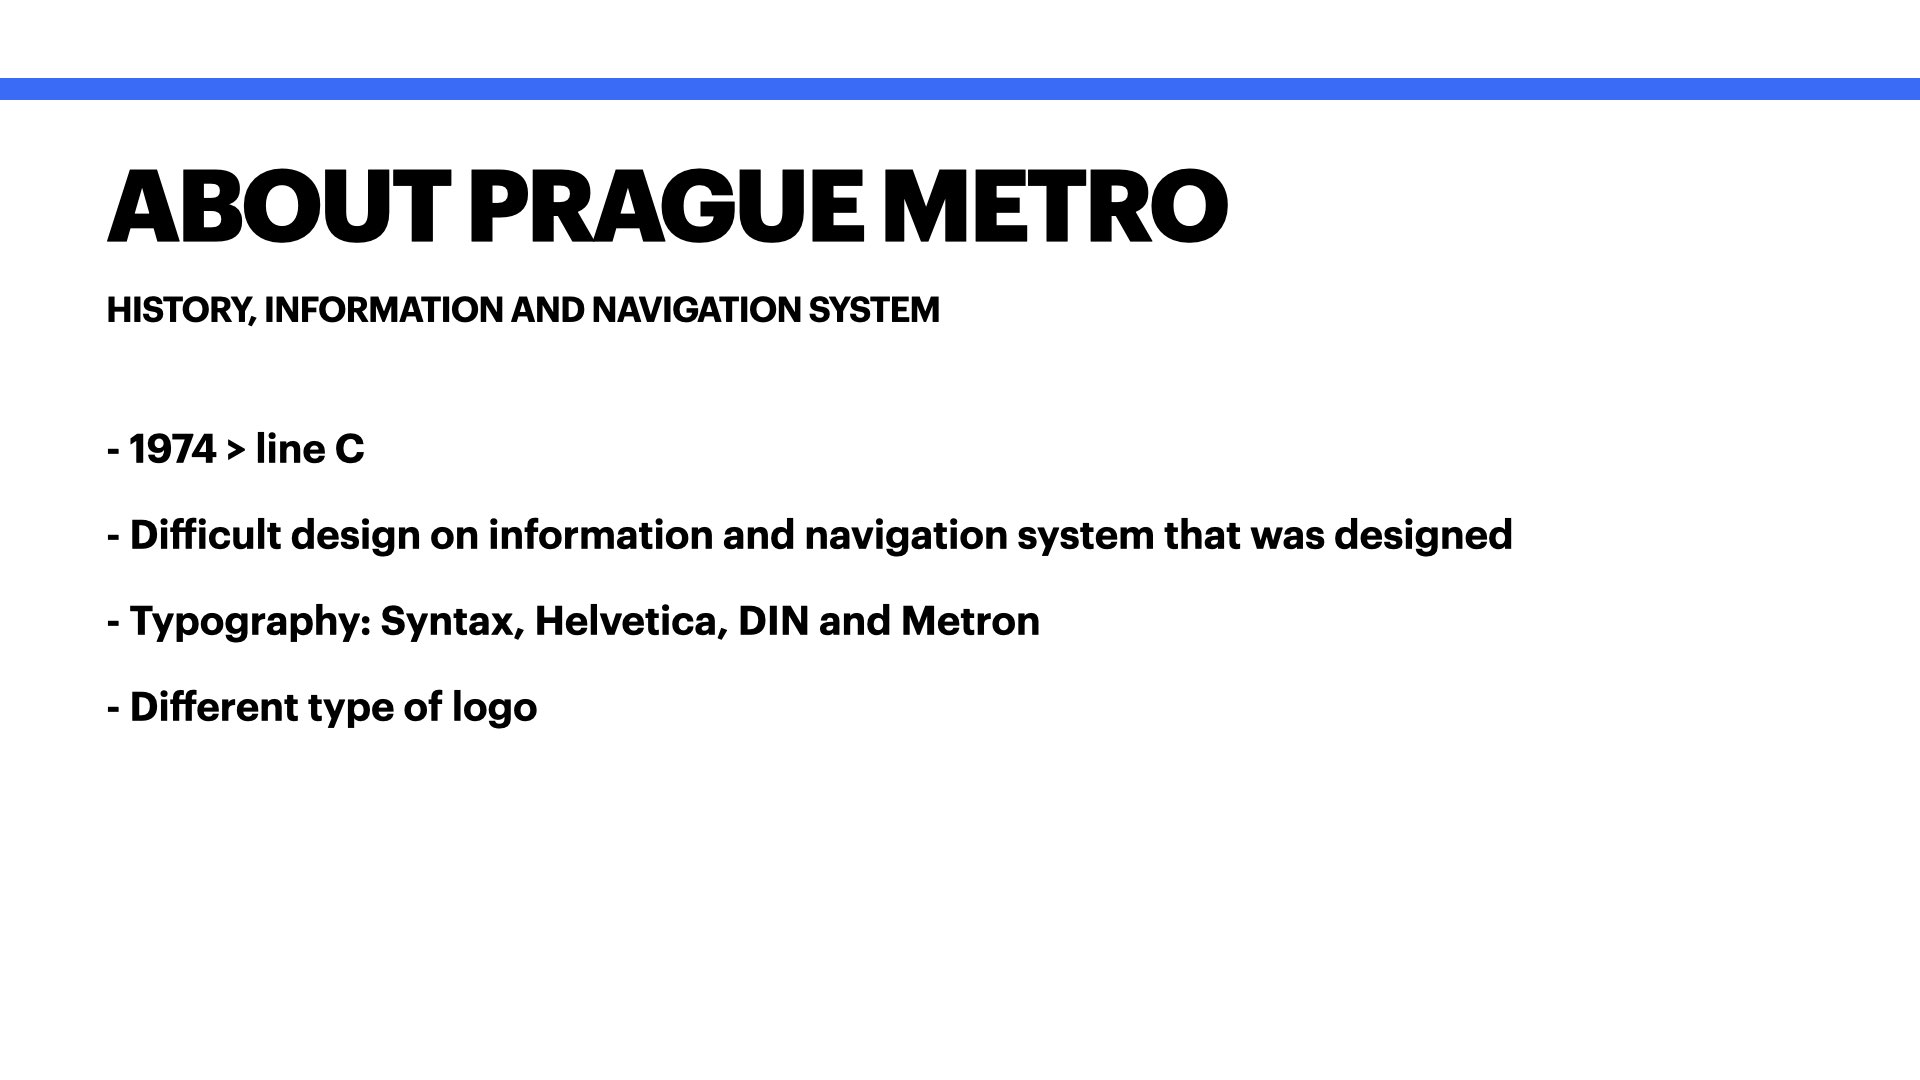 ABOUT PRAGUE METRO
HISTORY, INFORMATION AND NAVIGATION SYSTEM
- 1974 > line C
- Difficult design on information and navigation system that was designed
- Typography: Syntax, Helvetica, DIN and Metron
- Different type of logo